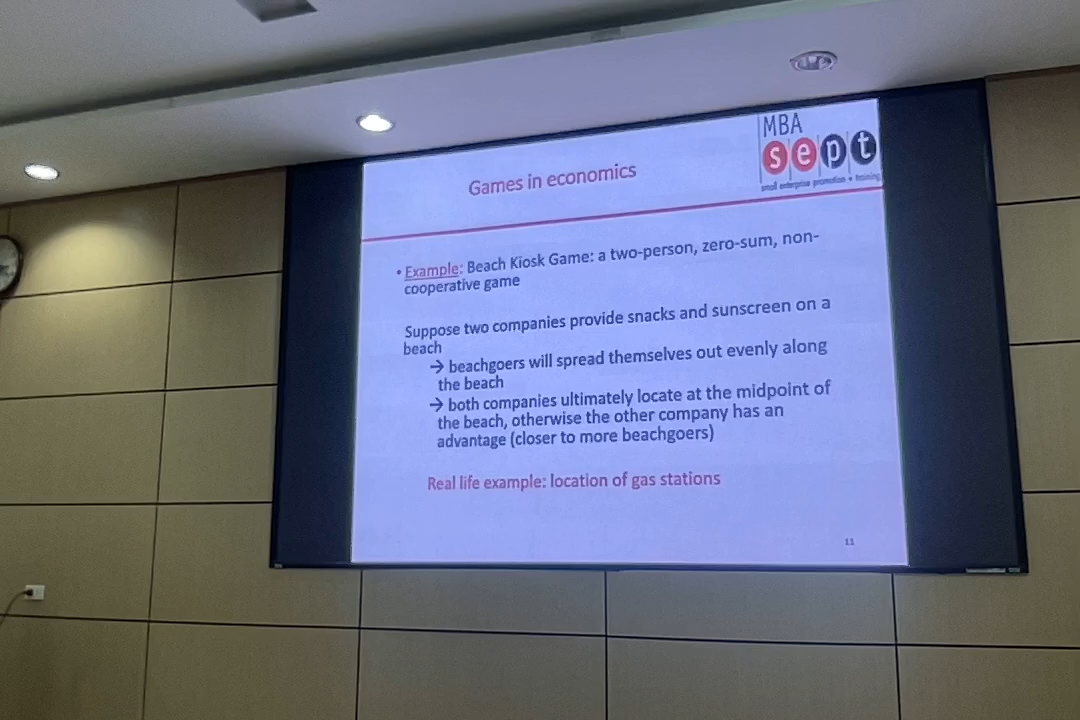 MBA
sept
small enterprise promotion + training
Games in economics
• Example: Beach Kiosk Game: a two-person, zero-sum, non-
cooperative game
Suppose two companies provide snacks and sunscreen on a
beach
→ beachgoers will spread themselves out evenly along
the beach
→ both companies ultimately locate at the midpoint of
the beach, otherwise the other company has an
advantage (closer to more beachgoers)
Real life example: location of gas stations
11